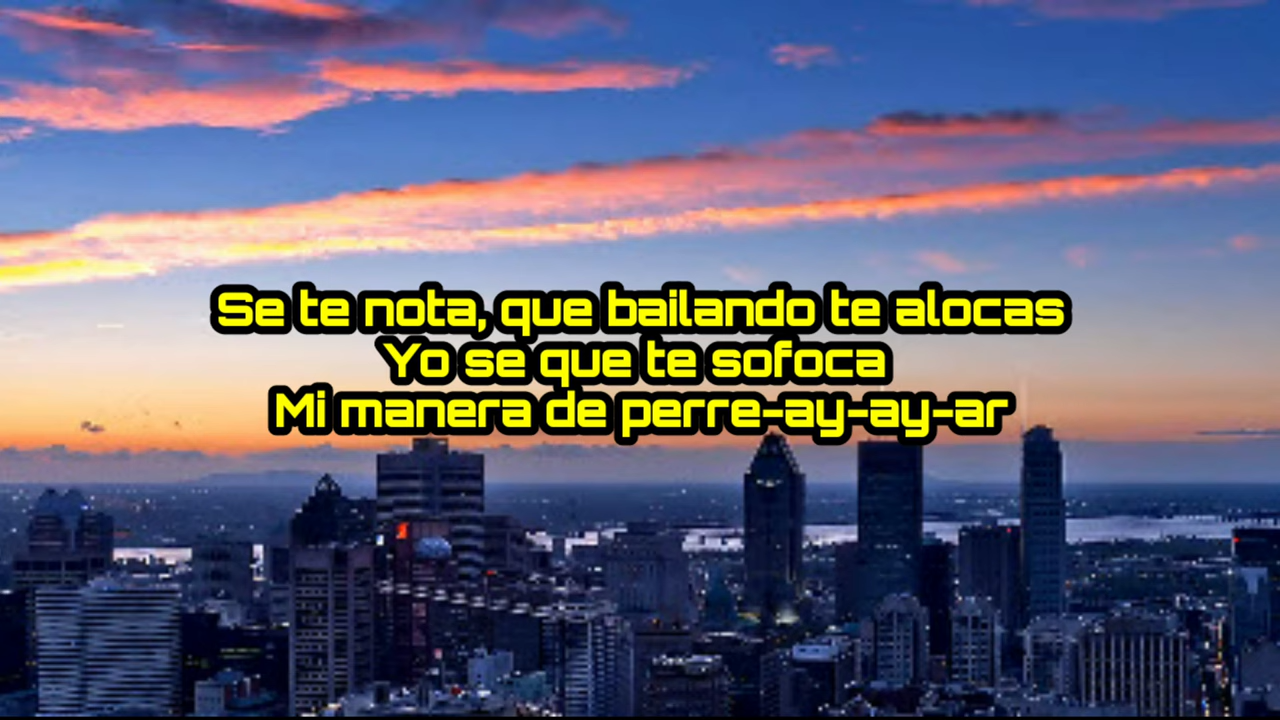 Se te nota, que bailando te alocas
Yo se que te sofoca
Mi manera de perre-ay-ay-ar